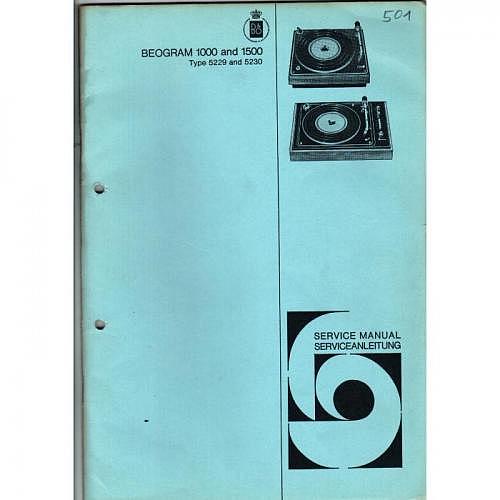 501
B&O
BEOGRAM 1000 and 1500
Type 5229 and 5230
SERVICE MANUAL
SERVICEANLEITUNG